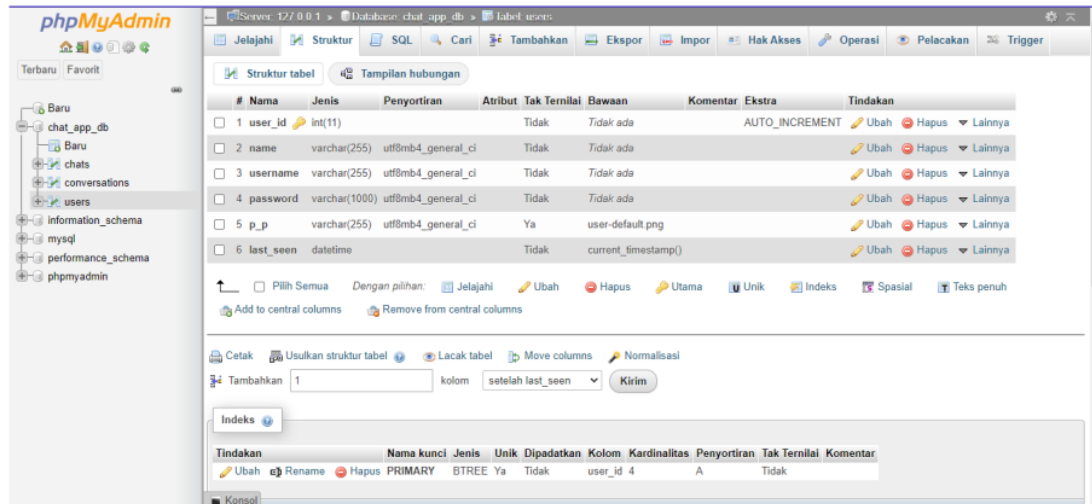 phpMyAdmin
Terbaru Favorit
Baru
chat_app_db
Baru
chats
conversations
users
information_schema
mysql
performance_schema
phpmyadmin
Server: 127.0.0.1 » Database: chat_app_db » Tabel: users
Jelajahi Struktur SQL Cari Tambahkan Ekspor Impor Hak Akses Operasi Pelacakan Trigger
Struktur tabel Tampilan hubungan
# Nama Jenis Penyortiran Atribut Tak Ternilai Bawaan Komentar Ekstra Tindakan
1 user_id int(11) Tidak Tidak ada AUTO_INCREMENT Ubah Hapus Lainnya
2 name varchar(255) utf8mb4_general_ci Tidak Tidak ada Ubah Hapus Lainnya
3 username varchar(255) utf8mb4_general_ci Tidak Tidak ada Ubah Hapus Lainnya
4 password varchar(1000) utf8mb4_general_ci Tidak Tidak ada Ubah Hapus Lainnya
5 p_p varchar(255) utf8mb4_general_ci Ya user-default.png Ubah Hapus Lainnya
6 last_seen datetime Tidak current_timestamp() Ubah Hapus Lainnya
Pilih Semua Dengan pilihan: Jelajahi Ubah Hapus Utama Unik Indeks Spasial Teks penuh
Add to central columns Remove from central columns
Cetak Usulkan struktur tabel Lacak tabel Move columns Normalisasi
Tambahkan 1 kolom setelah last_seen Kirim
Indeks
Tindakan Nama kunci Jenis Unik Dipadatkan Kolom Kardinalitas Penyortiran Tak Ternilai Komentar
Ubah Rename Hapus PRIMARY BTREE Ya Tidak user_id 4 A Tidak
Konsol